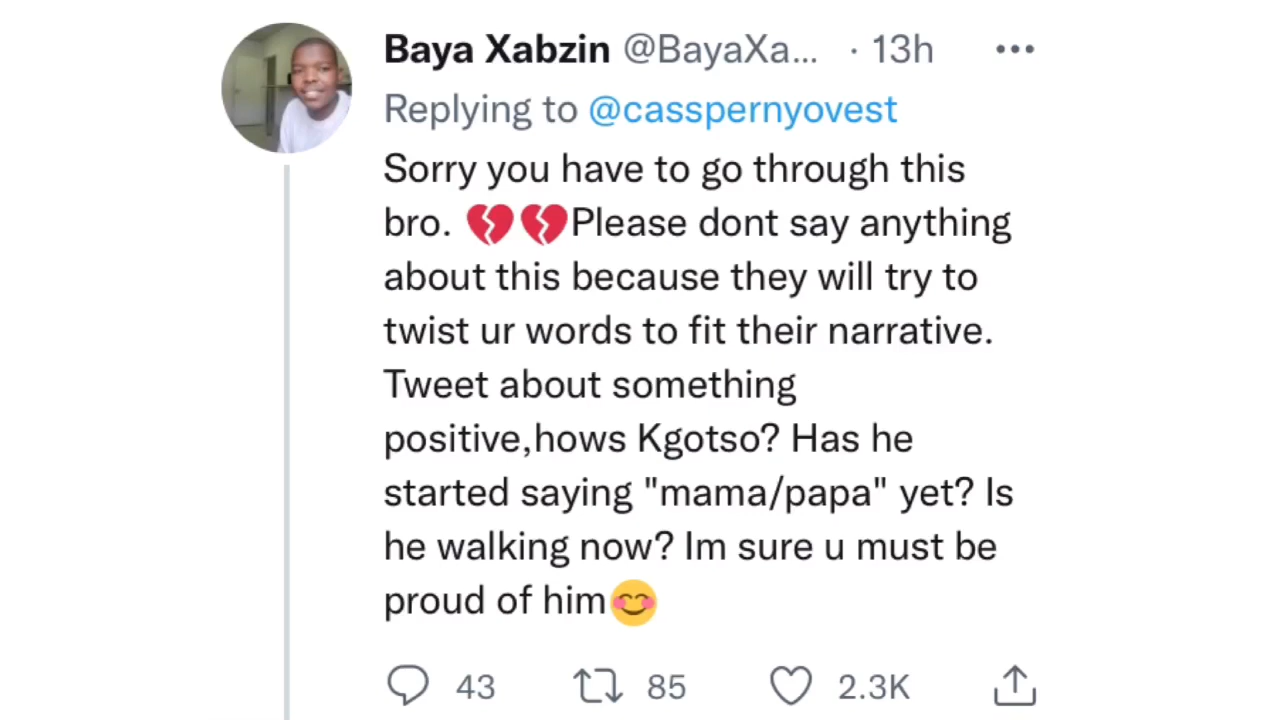 Baya Xabzin @BayaXa... · 13h
Replying to @casspernyovest
Sorry you have to go through this
bro. 💔💔Please dont say anything
about this because they will try to
twist ur words to fit their narrative.
Tweet about something
positive,hows Kgotso? Has he
started saying "mama/papa" yet? Is
he walking now? Im sure u must be
proud of him😊
43 85 2.3K